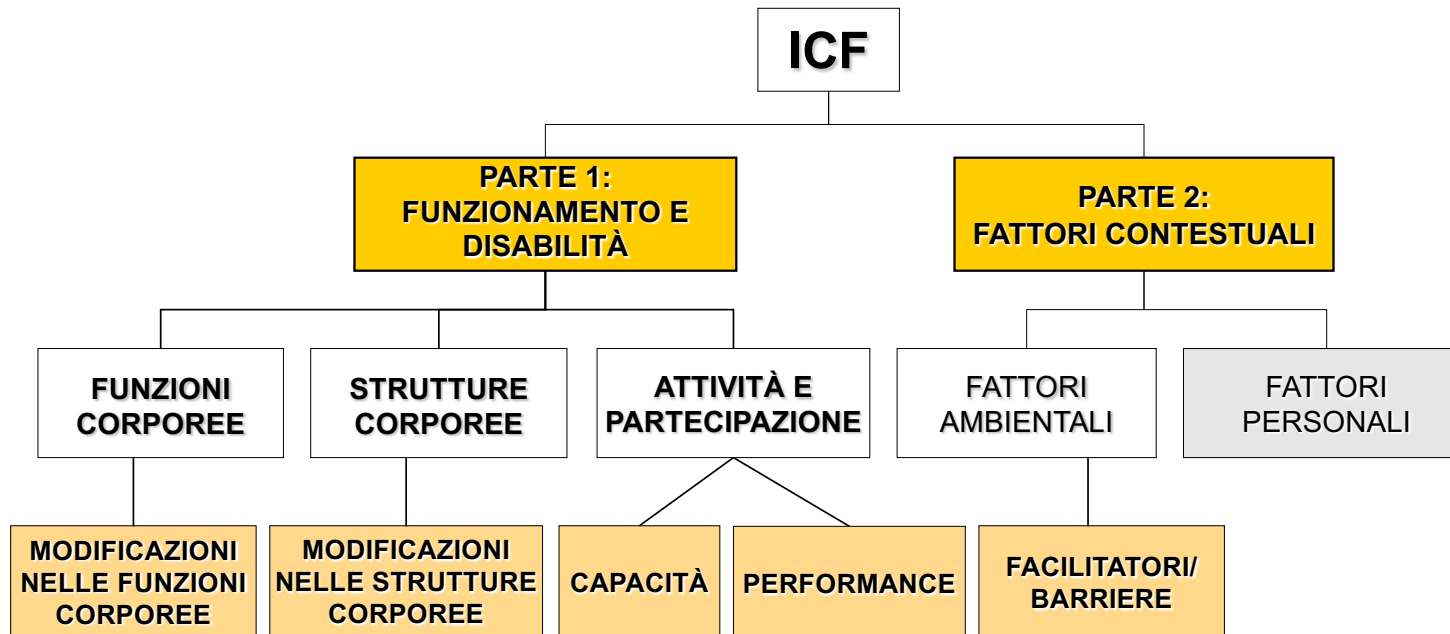 ICF
PARTE 1:
FUNZIONAMENTO E
DISABILITÀ
PARTE 2:
FATTORI CONTESTUALI
FUNZIONI
CORPOREE
STRUTTURE
CORPOREE
ATTIVITÀ E
PARTECIPAZIONE
FATTORI
AMBIENTALI
FATTORI
PERSONALI
MODIFICAZIONI
NELLE FUNZIONI
CORPOREE
MODIFICAZIONI
NELLE STRUTTURE
CORPOREE
CAPACITÀ
PERFORMANCE
FACILITATORI/
BARRIERE